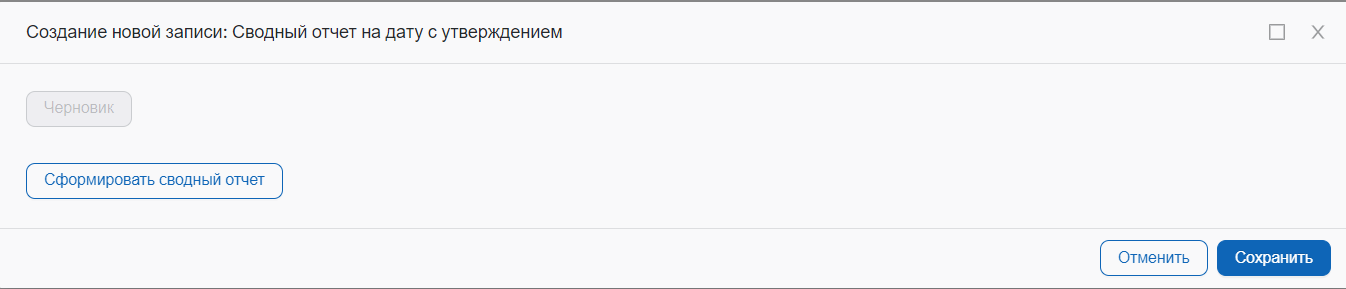 Создание новой записи: Сводный отчет на дату с утверждением
Черновик
Сформировать сводный отчет
Отменить
Сохранить